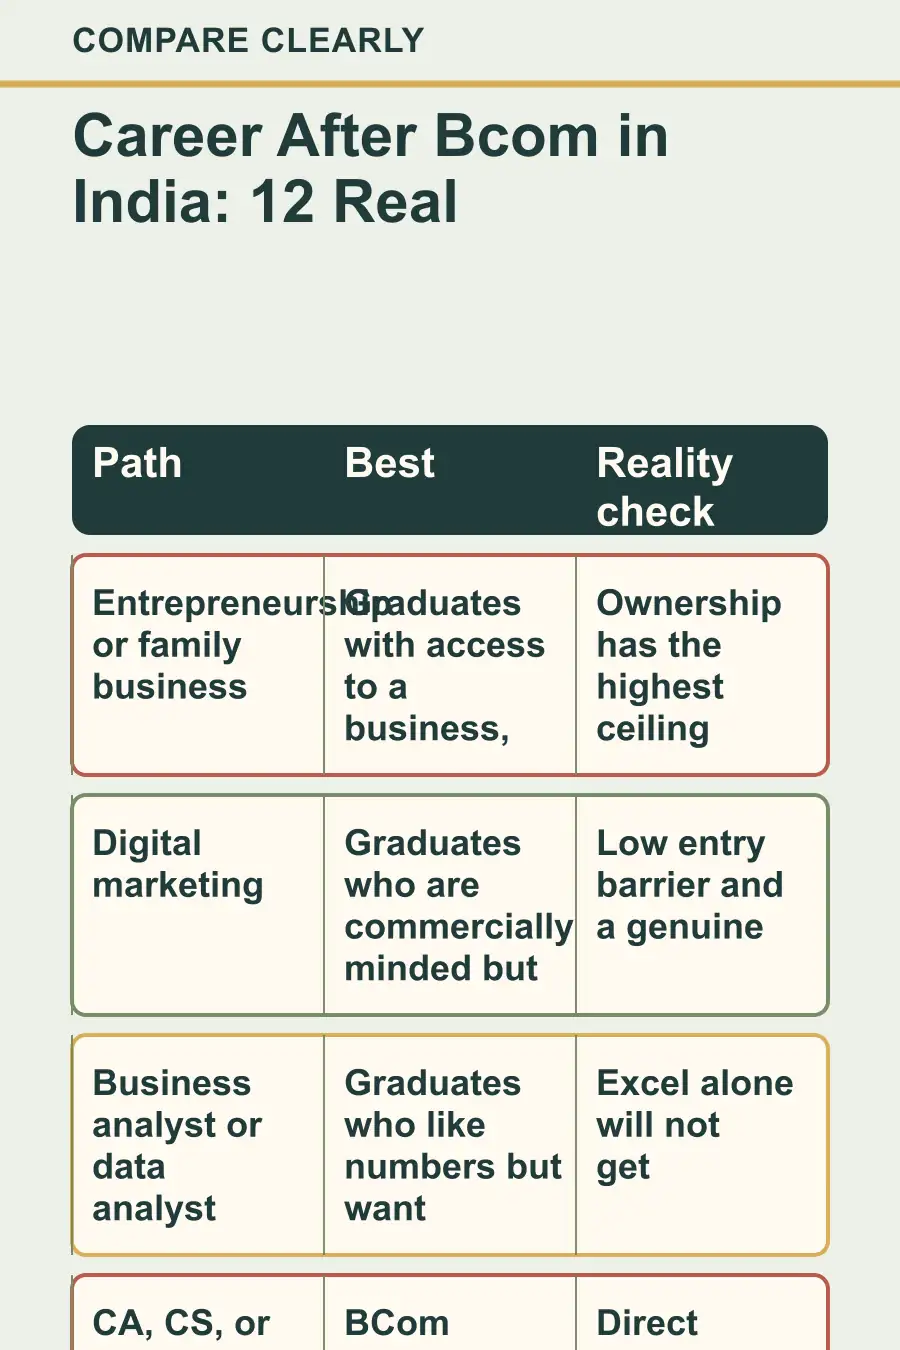 COMPARE CLEARLY
Career After Bcom in
India: 12 Real
Path
Best
Reality
check
Entrepreneurship
or family
business
Graduates
with access
to a
business,
Ownership
has the
highest
ceiling
Digital
marketing
Graduates
who are
commercially
minded but
Low entry
barrier and
a genuine
Business
analyst or
data
analyst
Graduates
who like
numbers but
want
Excel alone
will not
get
CA, CS, or
BCom
Direct